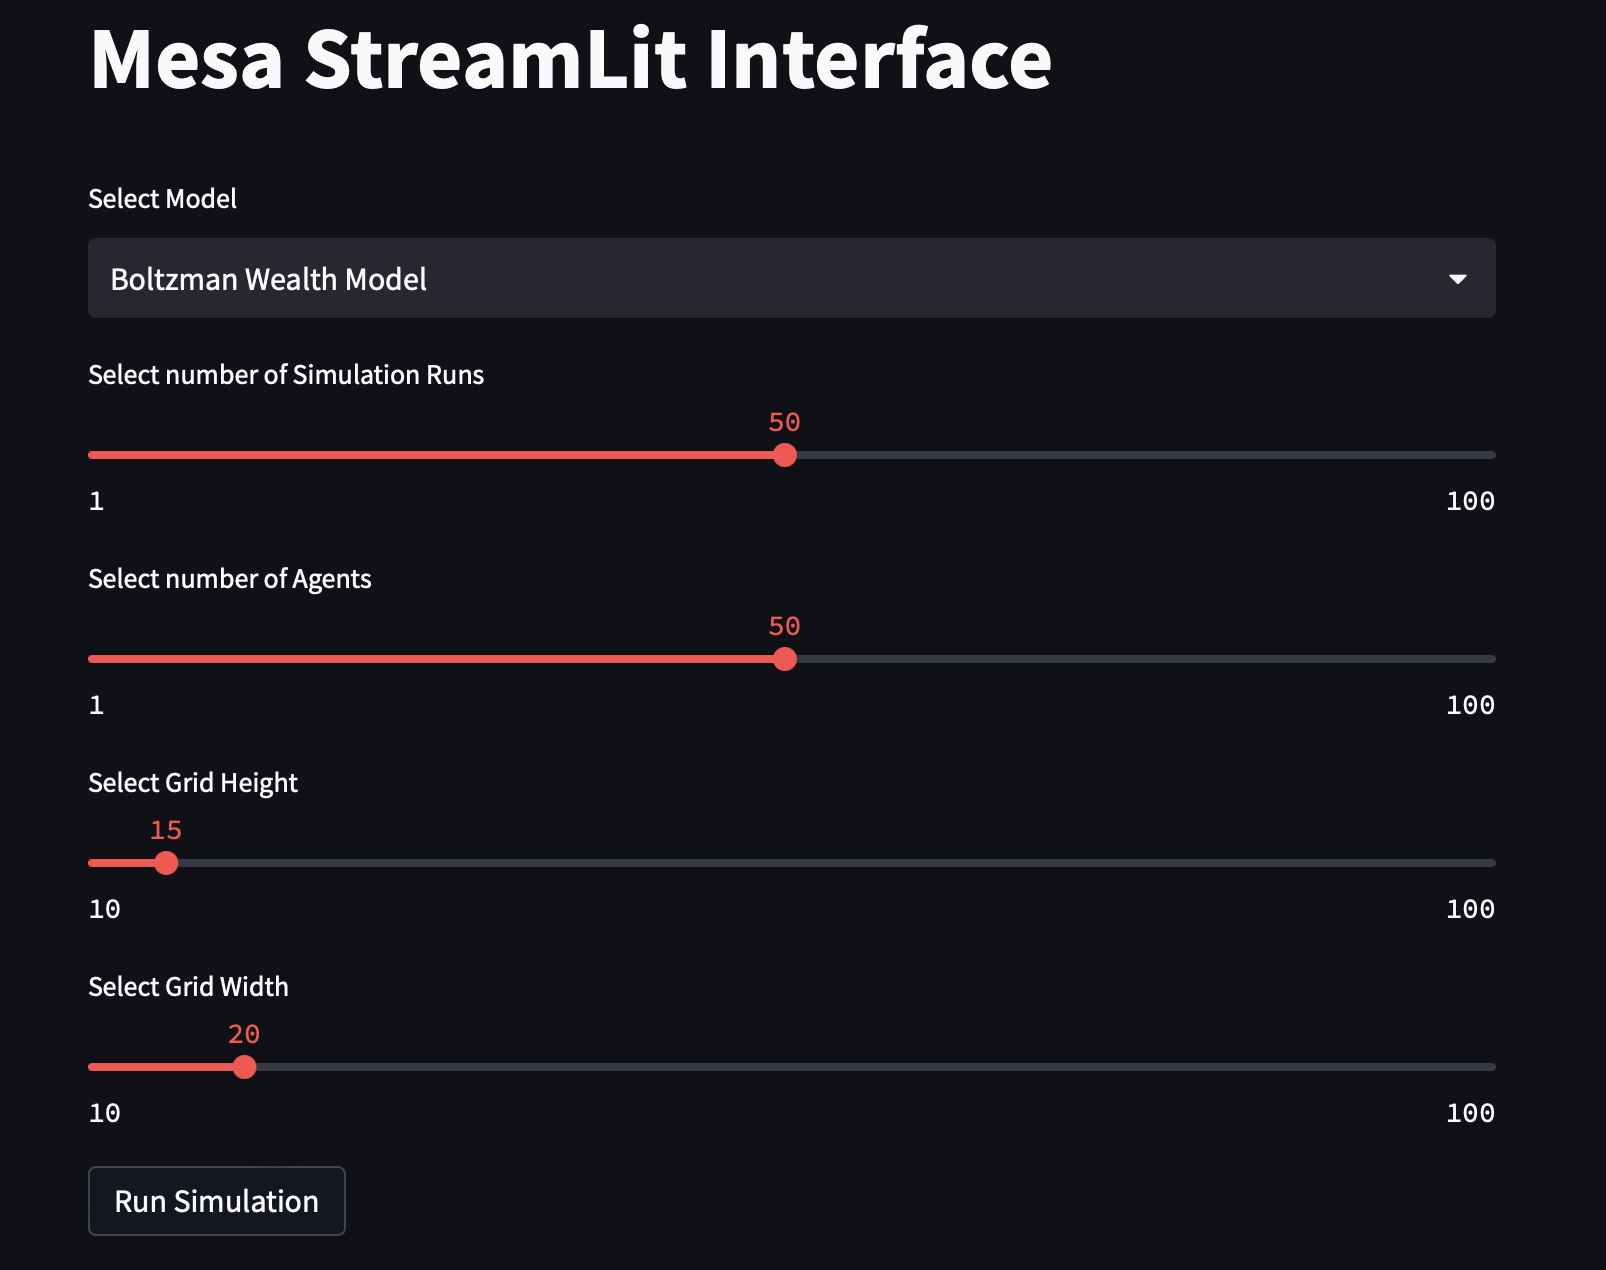 Mesa StreamLit Interface
Select Model
Boltzman Wealth Model
Select number of Simulation Runs
50
1 100
Select number of Agents
50
1 100
Select Grid Height
15
10 100
Select Grid Width
20
10 100
Run Simulation